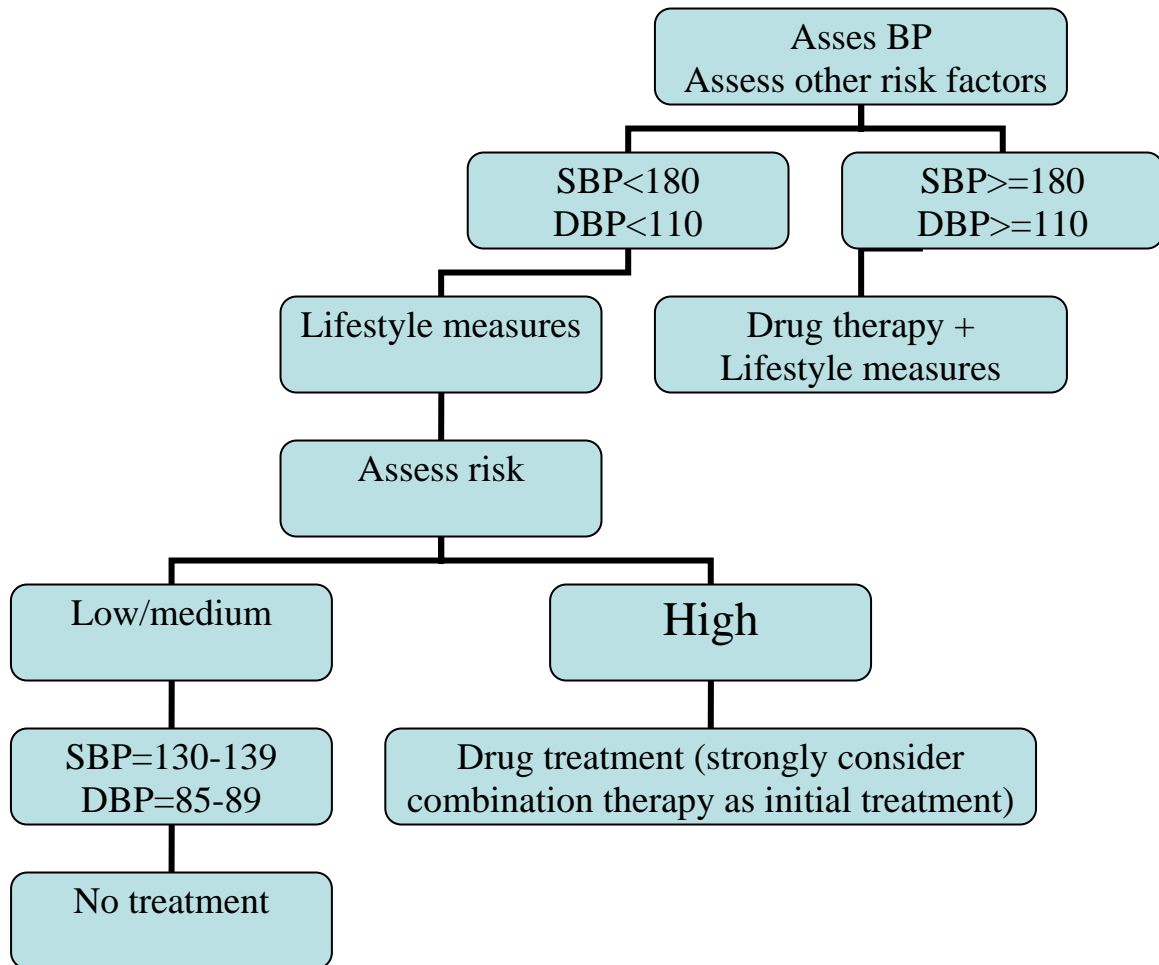 Asses BP
Assess other risk factors
SBP<180
DBP<110
SBP>=180
DBP>=110
Lifestyle measures
Drug therapy +
Lifestyle measures
Assess risk
Low/medium
High
SBP=130-139
DBP=85-89
Drug treatment (strongly consider
combination therapy as initial treatment)
No treatment